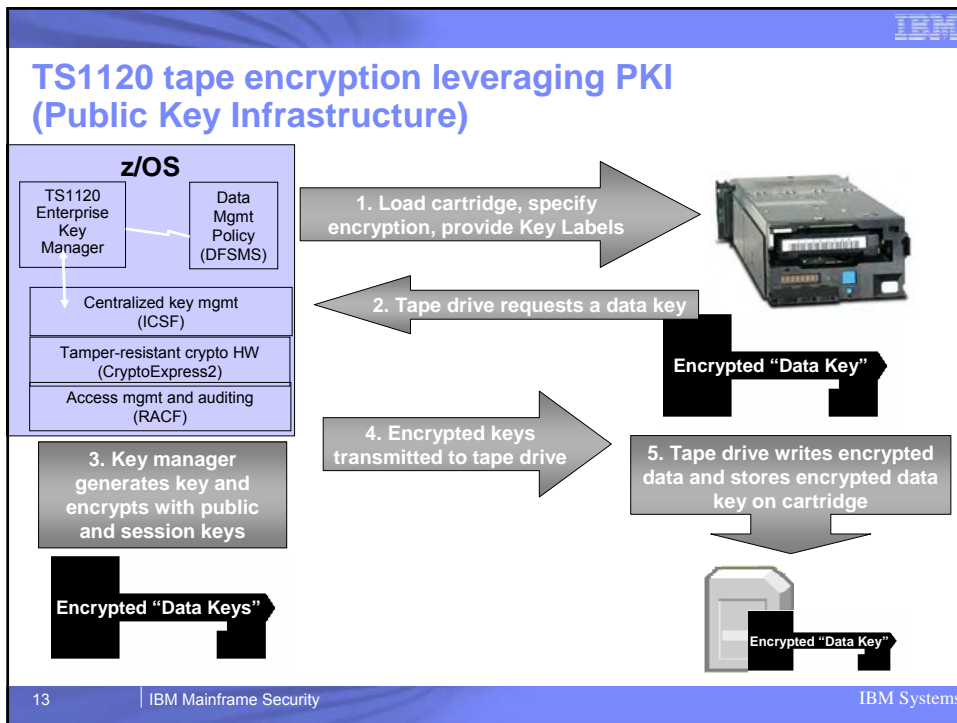 IBM
TS1120 tape encryption leveraging PKI
(Public Key Infrastructure)
z/OS
TS1120
Enterprise
Key
Manager
Data
Mgmt
Policy
(DFSMS)
Centralized key mgmt
(ICSF)
Tamper-resistant crypto HW
(CryptoExpress2)
Access mgmt and auditing
(RACF)
1. Load cartridge, specify
encryption, provide Key Labels
2. Tape drive requests a data key
Encrypted “Data Key”
3. Key manager
generates key and
encrypts with public
and session keys
Encrypted “Data Keys”
4. Encrypted keys
transmitted to tape drive
5. Tape drive writes encrypted
data and stores encrypted data
key on cartridge
Encrypted “Data Key”
13
IBM Mainframe Security
IBM Systems